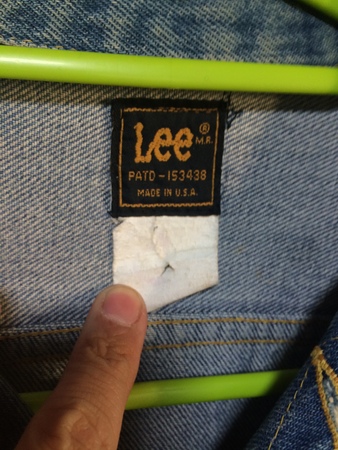 Lee ® M.R.
PATD-153438
MADE IN U.S.A.